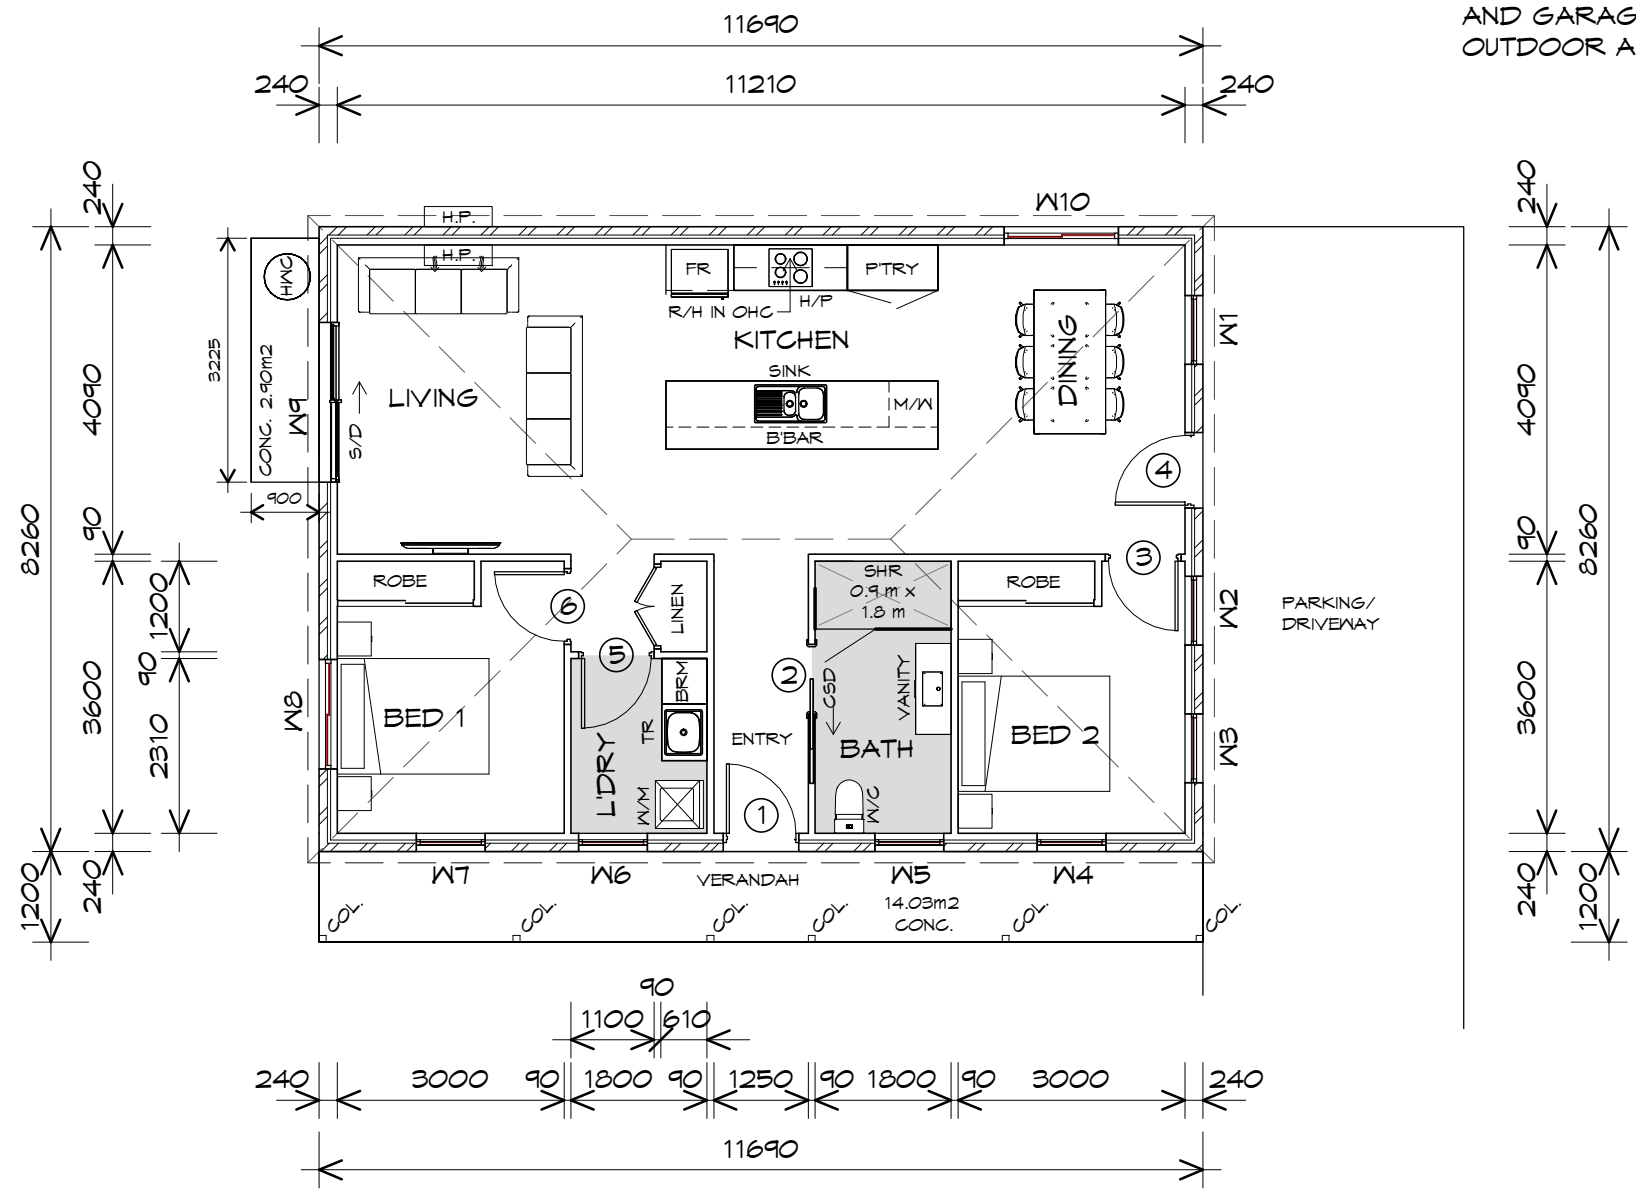 AND GARAG
OUTDOOR A
11690
240
11210
240
240
240
W10
H.P.
H.P.
HWC
FR
P'TRY
H/P
R/H IN OHC
KITCHEN
DINING
W1
3225
CONC. 2.90m2
W9
S/D
LIVING
SINK
M/W
B'BAR
4090
4090
4
900
8260
90
90
8260
3
ROBE
6
LINEN
SHR
0.9 m x
1.8 m
ROBE
W2
PARKING/
DRIVEWAY
1200
90
5
2
3600
3600
2310
W8
BED 1
BRM
TR
L'DRY
W/M
ENTRY
1
CSD
VANITY
BATH
W/C
BED 2
W3
W7
W6
VERANDAH
W5
W4
14.03m2
CONC.
1200
240
240
1200
COL.
COL.
COL.
COL.
COL.
COL.
90
1100
610
240
3000
90
1800
90
1250
90
1800
90
3000
240
11690